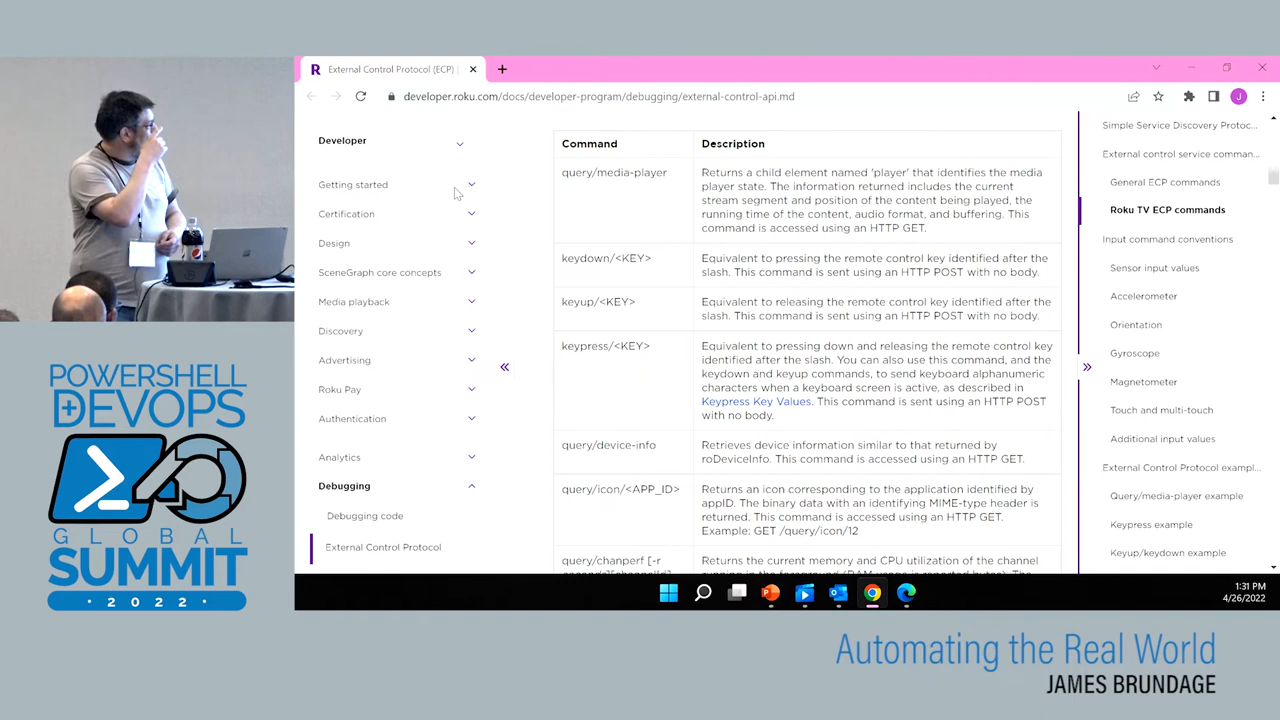 External Control Protocol (ECP) |
developer.roku.com/docs/developer-program/debugging/external-control-api.md
J
Developer
Getting started
Certification
Design
SceneGraph core concepts
Media playback
Discovery
Advertising
Roku Pay
Authentication
Analytics
Debugging
Debugging code
External Control Protocol
Command Description
query/media-player Returns a child element named 'player' that identifies the media
player state. The information returned includes the current
stream segment and position of the content being played, the
running time of the content, audio format, and buffering. This
command is accessed using an HTTP GET.
keydown/<KEY> Equivalent to pressing the remote control key identified after the
slash. This command is sent using an HTTP POST with no body.
keyup/<KEY> Equivalent to releasing the remote control key identified after the
slash. This command is sent using an HTTP POST with no body.
keypress/<KEY> Equivalent to pressing down and releasing the remote control key
identified after the slash. You can also use this command, and the
keydown and keyup commands, to send keyboard alphanumeric
characters when a keyboard screen is active, as described in
Keypress Key Values. This command is sent using an HTTP POST
with no body.
query/device-info Retrieves device information similar to that returned by
roDeviceInfo. This command is accessed using an HTTP GET.
query/icon/<APP_ID> Returns an icon corresponding to the application identified by
appID. The binary data with an identifying MIME-type header is
returned. This command is accessed using an HTTP GET.
Example: GET /query/icon/12
query/chanperf [-r Returns the current memory and CPU utilization of the channel
Simple Service Discovery Protoc...
External control service comman...
General ECP commands
Roku TV ECP commands
Input command conventions
Sensor input values
Accelerometer
Orientation
Gyroscope
Magnetometer
Touch and multi-touch
Additional input values
External Control Protocol exampl...
Query/media-player example
Keypress example
Keyup/keydown example
1:31 PM
4/26/2022
POWERSHELL
DEVOPS
GLOBAL
SUMMIT
· 2022 ·
Automating the Real World
JAMES BRUNDAGE